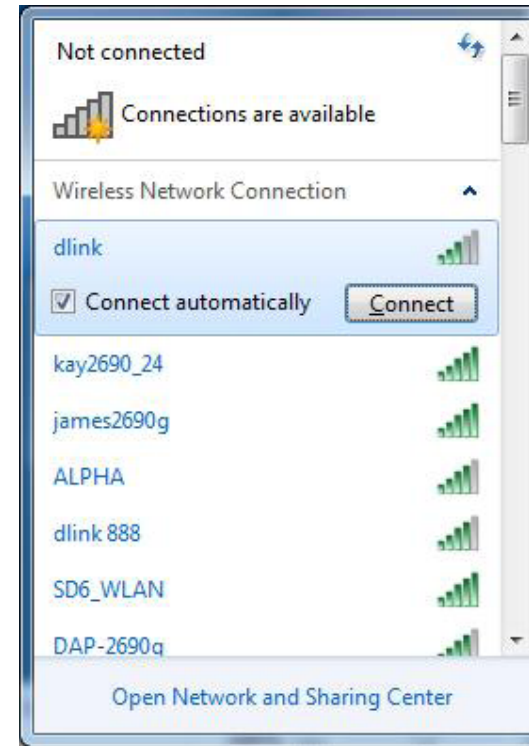 Not connected
Connections are available
Wireless Network Connection
dlink
Connect automatically
Connect
kay2690_24
james2690g
ALPHA
dlink 888
SD6_WLAN
DAP-2690g
Open Network and Sharing Center